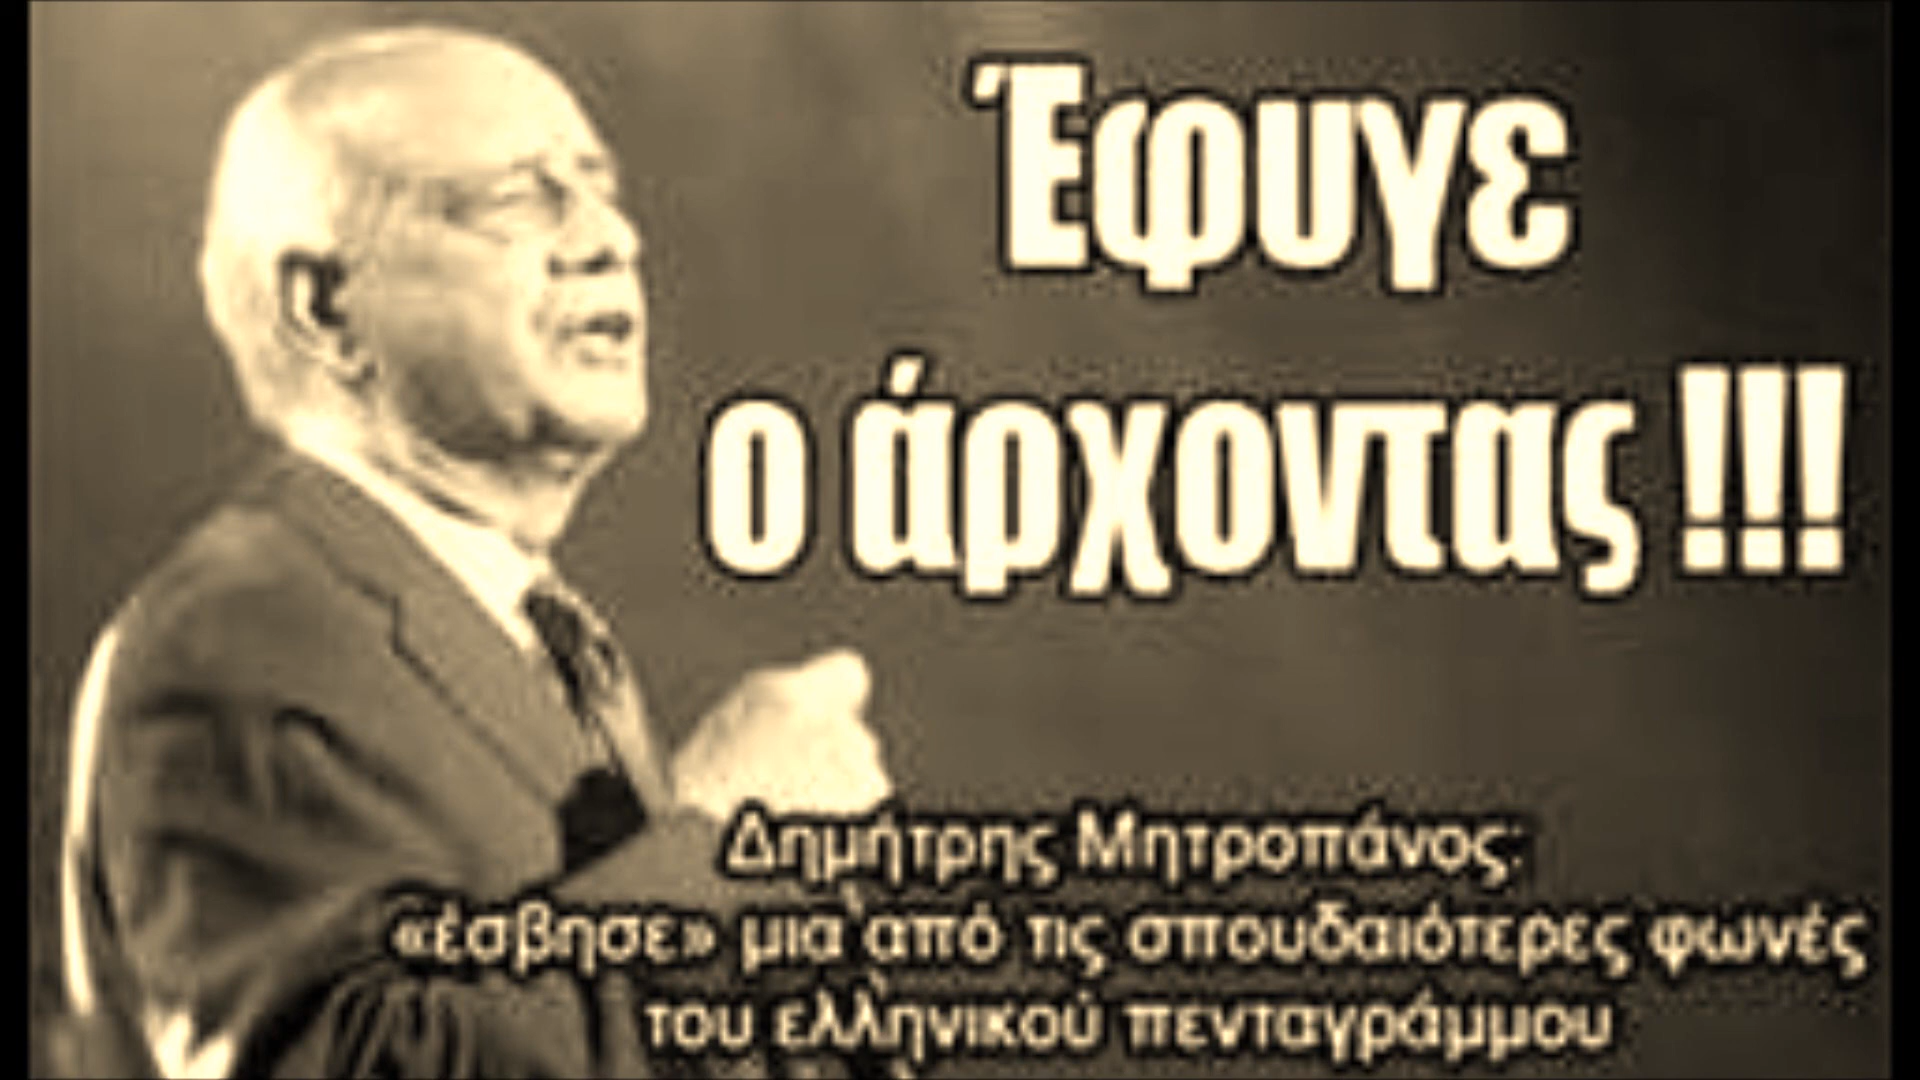 Έφυγε
ο άρχοντας !!!
Δημήτρης Μητροπάνος:
«έσβησε» μια από τις σπουδαιότερες φωνές
του ελληνικού πενταγράμμου